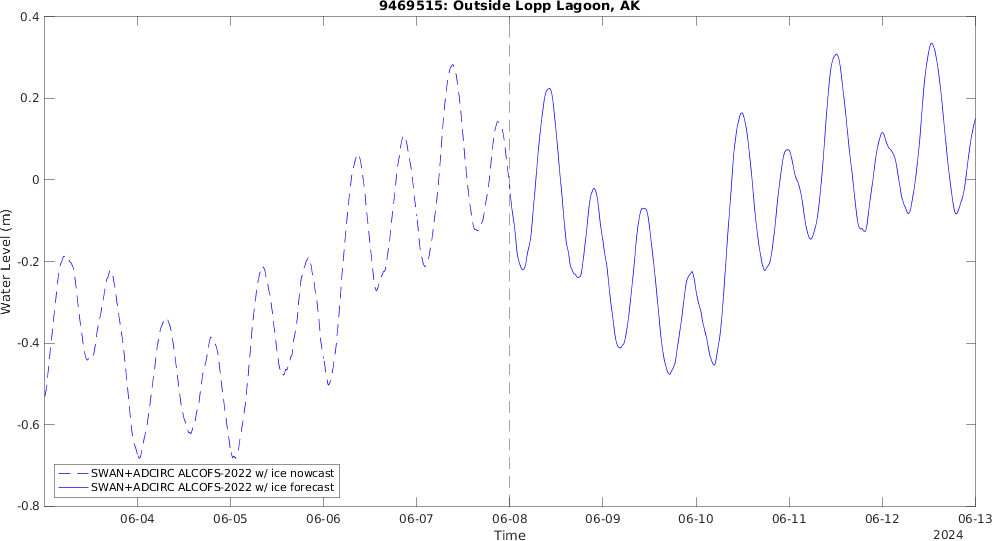 9469515: Outside Lopp Lagoon, AK
0.4
0.2
0
-0.2
-0.4
-0.6
-0.8
Water Level (m)
SWAN+ADCIRC ALCOFS-2022 w/ ice nowcast
SWAN+ADCIRC ALCOFS-2022 w/ ice forecast
06-04 06-05 06-06 06-07 06-08 06-09 06-10 06-11 06-12 06-13
Time
2024